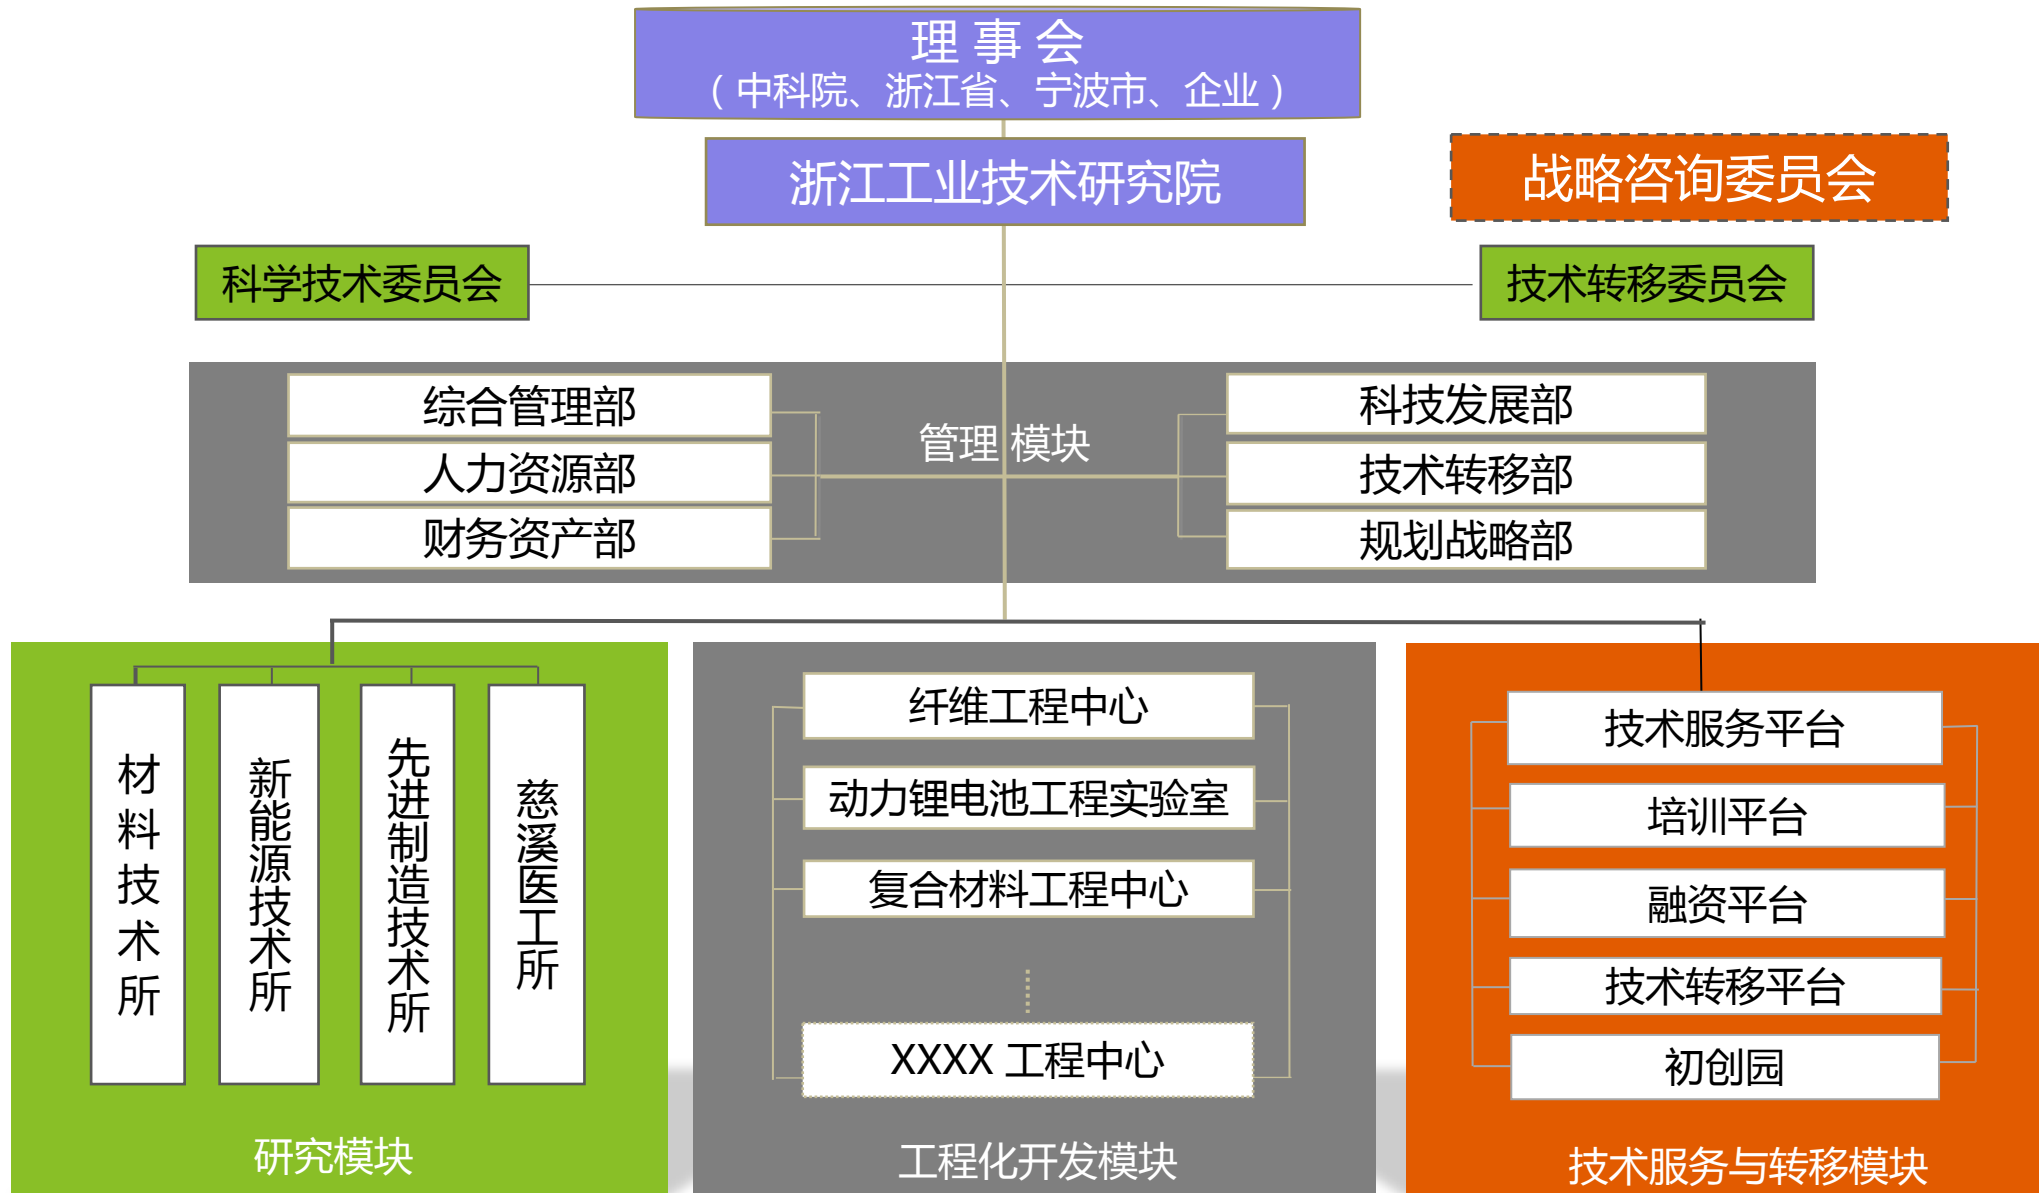 理 事 会
（ 中科院、浙江省、宁波市、企业 ）
浙江工业技术研究院
战略咨询委员会
科学技术委员会
技术转移委员会
综合管理部
人力资源部
财务资产部
管理 模块
科技发展部
技术转移部
规划战略部
材料技术所
新能源技术所
先进制造技术所
慈溪医工所
研究模块
纤维工程中心
动力锂电池工程实验室
复合材料工程中心
XXXX 工程中心
工程化开发模块
技术服务平台
培训平台
融资平台
技术转移平台
初创园
技术服务与转移模块